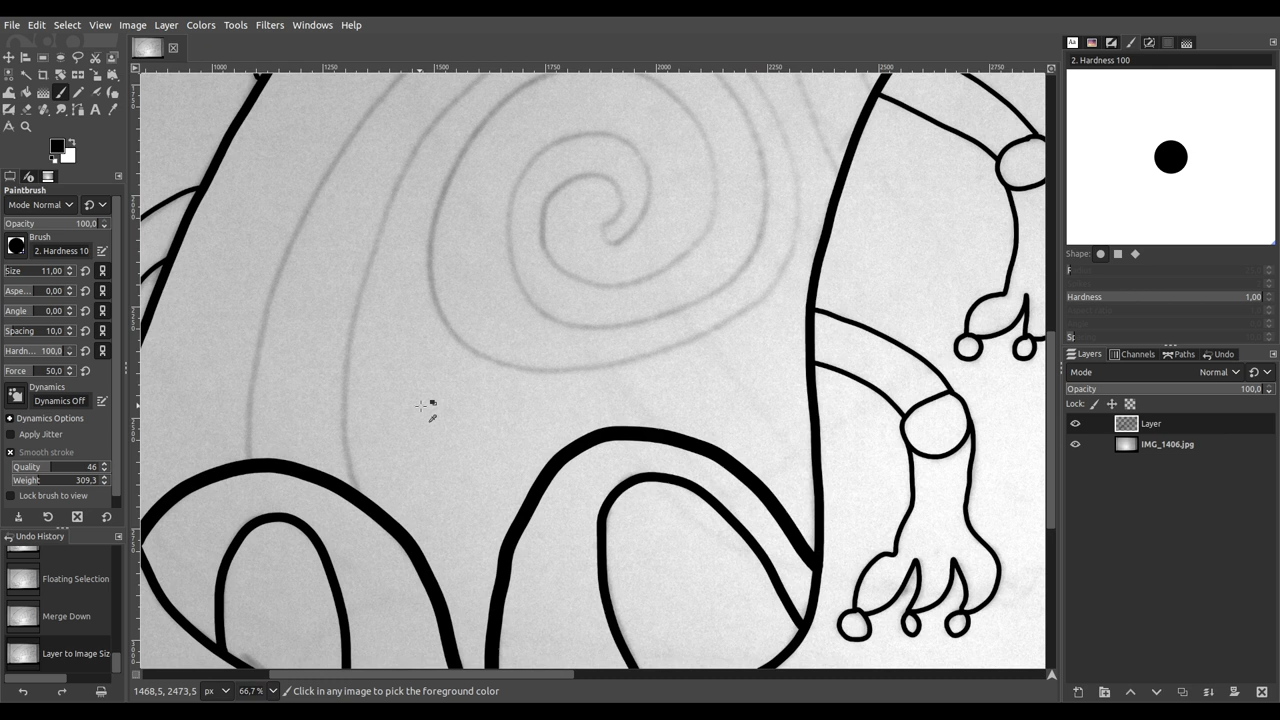 File Edit Select View Image Layer Colors Tools Filters Windows Help
2. Hardness 100
1000 1250 1500 1750 2000 2250 2500 2750
Paintbrush
Mode Normal
Opacity 100,0
Brush
2. Hardness 10
Size 11,00
Aspe... 0,00
Angle 0,00
Spacing 10,0
Hardn... 100,0
Force 50,0
Dynamics
Dynamics Off
Dynamics Options
Apply Jitter
Smooth stroke
Quality 46
Weight 309,3
Lock brush to view
Undo History
Floating Selection
Merge Down
Layer to Image Siz
Shape:
Hardness 1,00
Layers Channels Paths Undo
Mode Normal
Opacity 100,0
Lock:
Layer
IMG_1406.jpg
1468,5, 2473,5 px 66,7 % Click in any image to pick the foreground color